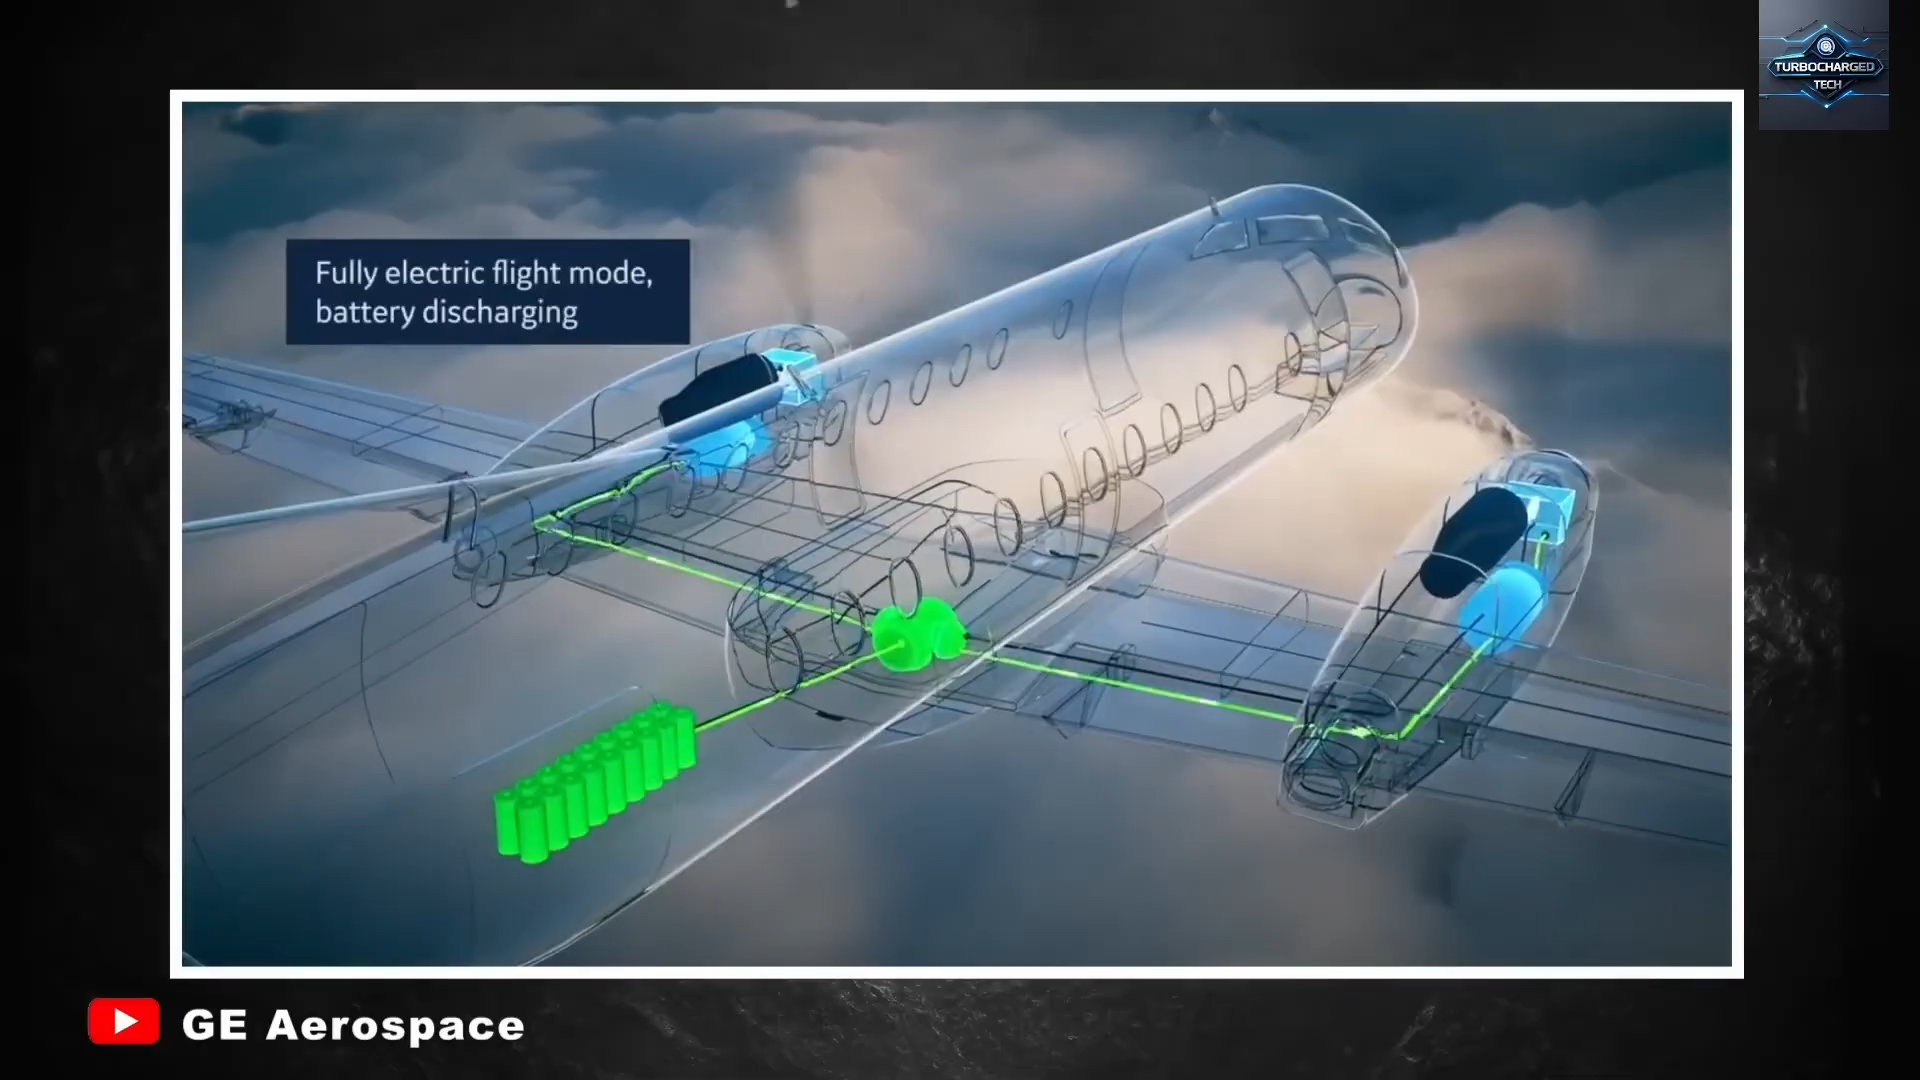 TURBOCHARGED
TECH
Fully electric flight mode,
battery discharging
GE Aerospace